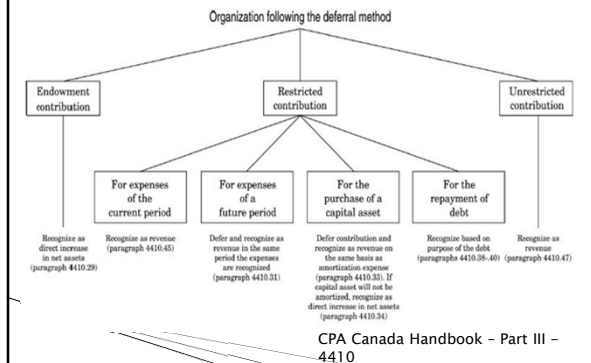 Organization following the deferral method
Endowment
contribution
Restricted
contribution
Unrestricted
contribution
For expenses
of the
current period
For expenses
of a
future period
For the
purchase of a
capital asset
For the
repayment of
debt
Recognize as
direct increase
in net assets
(paragraph 4410.29)
Recognize as revenue
(paragraph 4410.45)
Defer and recognize as
revenue in the same
period the expenses
are recognized
(paragraph 4410.31)
Defer contribution and
recognize as revenue on
the same basis as
amortization expense
(paragraph 4410.33). If
capital asset will not be
amortized, recognize as
direct increase in net assets
(paragraph 4410.34)
Recognize based on
purpose of the debt
(paragraphs 4410.38-.40)
Recognize as
revenue
(paragraph 4410.47)
CPA Canada Handbook – Part III –
4410